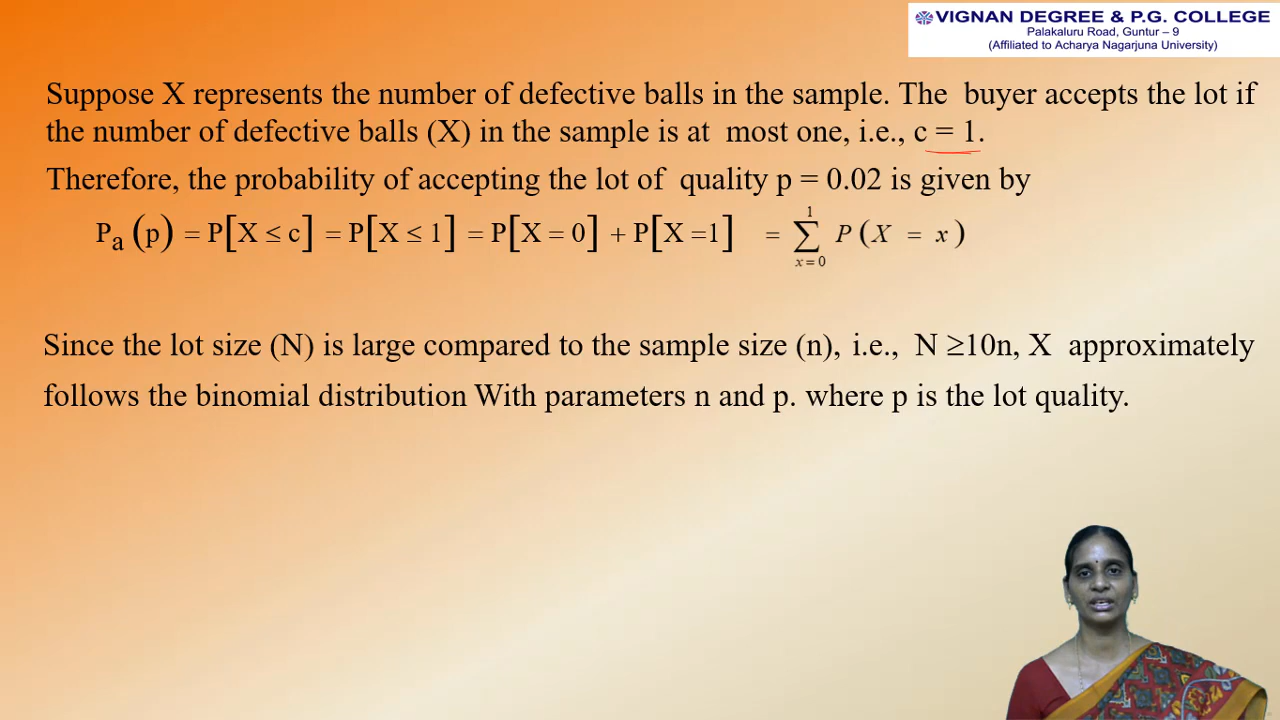 VIGNAN DEGREE & P.G. COLLEGE
Palakaluru Road, Guntur – 9
(Affiliated to Acharya Nagarjuna University)
Suppose X represents the number of defective balls in the sample. The buyer accepts the lot if
the number of defective balls (X) in the sample is at most one, i.e., c = 1.
Therefore, the probability of accepting the lot of quality p = 0.02 is given by
Pₐ (p) = P[X ≤ c] = P[X ≤ 1] = P[X = 0] + P[X =1] = ∑_{x=0}^{1} P (X = x)
Since the lot size (N) is large compared to the sample size (n), i.e., N ≥10n, X approximately
follows the binomial distribution With parameters n and p. where p is the lot quality.